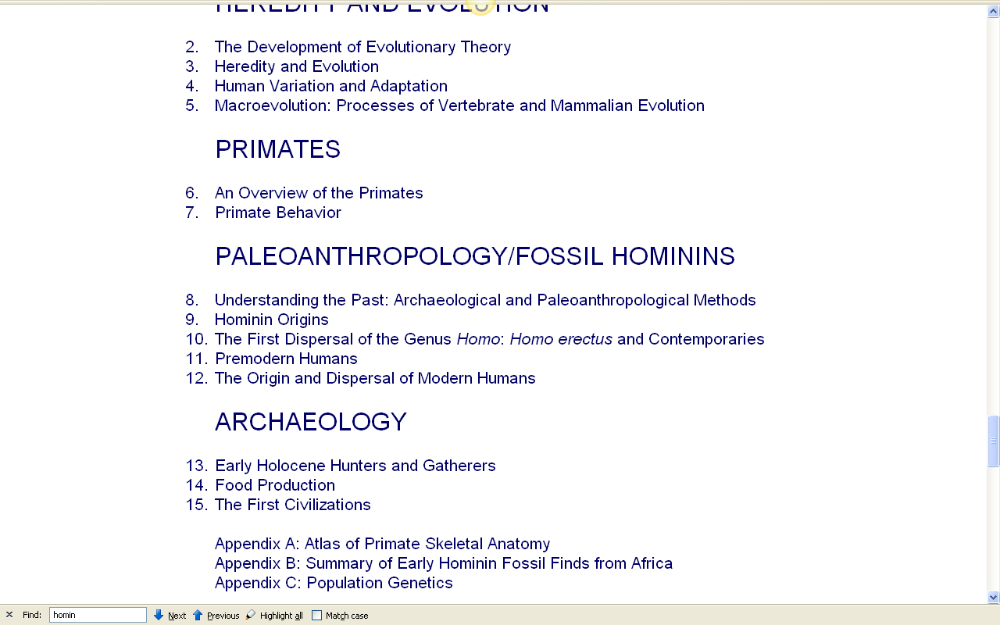 HEREDITY AND EVOLUTION
2. The Development of Evolutionary Theory
3. Heredity and Evolution
4. Human Variation and Adaptation
5. Macroevolution: Processes of Vertebrate and Mammalian Evolution
PRIMATES
6. An Overview of the Primates
7. Primate Behavior
PALEOANTHROPOLOGY/FOSSIL HOMININS
8. Understanding the Past: Archaeological and Paleoanthropological Methods
9. Hominin Origins
10. The First Dispersal of the Genus Homo: Homo erectus and Contemporaries
11. Premodern Humans
12. The Origin and Dispersal of Modern Humans
ARCHAEOLOGY
13. Early Holocene Hunters and Gatherers
14. Food Production
15. The First Civilizations
Appendix A: Atlas of Primate Skeletal Anatomy
Appendix B: Summary of Early Hominin Fossil Finds from Africa
Appendix C: Population Genetics
Find: homin Next Previous Highlight all Match case